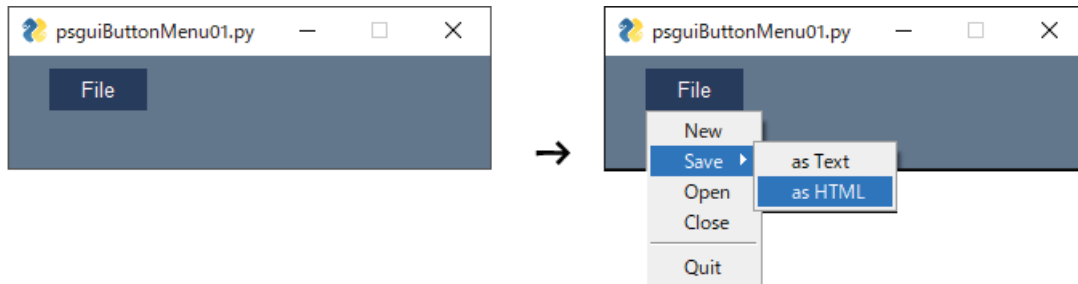 psguiButtonMenu01.py
File
→
psguiButtonMenu01.py
File
New
Save
as Text
Open
as HTML
Close
Quit